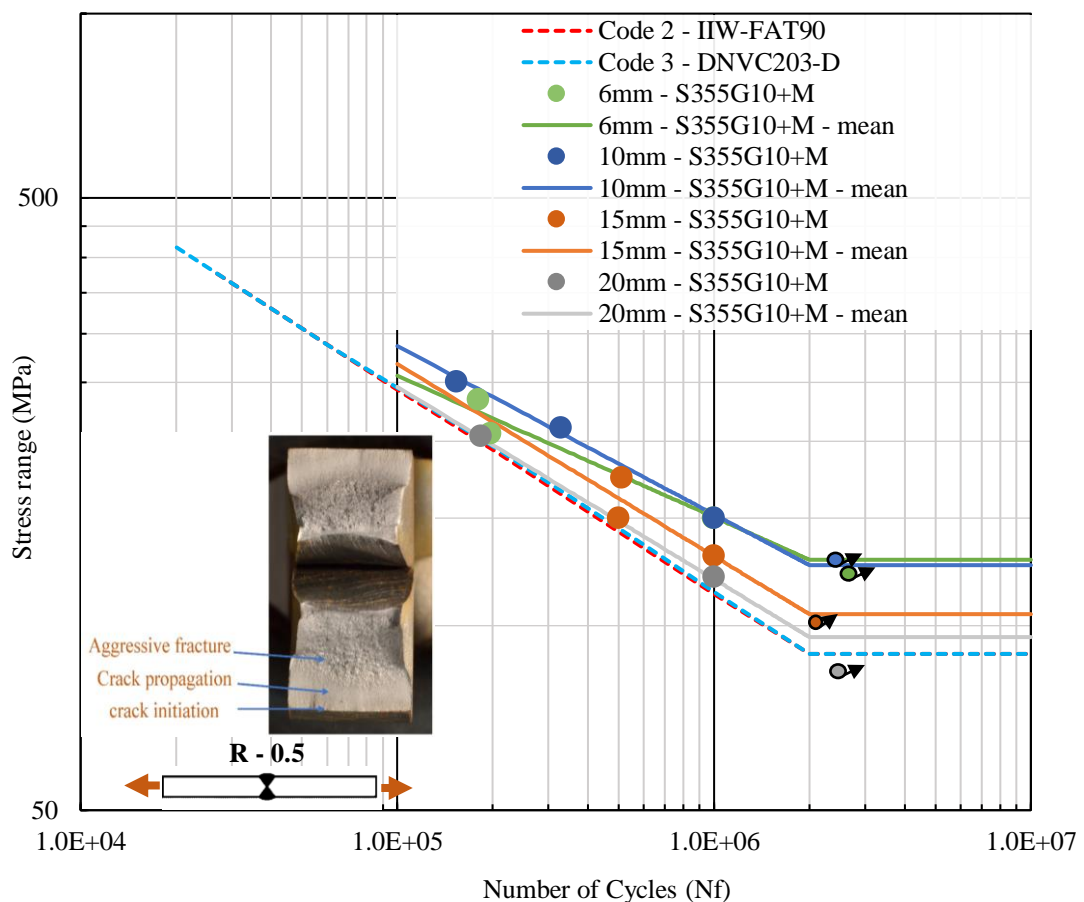 Code 2 - IIW-FAT90
Code 3 - DNVC203-D
6mm - S355G10+M
6mm - S355G10+M - mean
10mm - S355G10+M
10mm - S355G10+M - mean
15mm - S355G10+M
15mm - S355G10+M - mean
20mm - S355G10+M
20mm - S355G10+M - mean
500
Stress range (MPa)
Aggressive fracture
Crack propagation
crack initiation
R - 0.5
50
1.0E+04
1.0E+05
1.0E+06
1.0E+07
Number of Cycles (Nf)